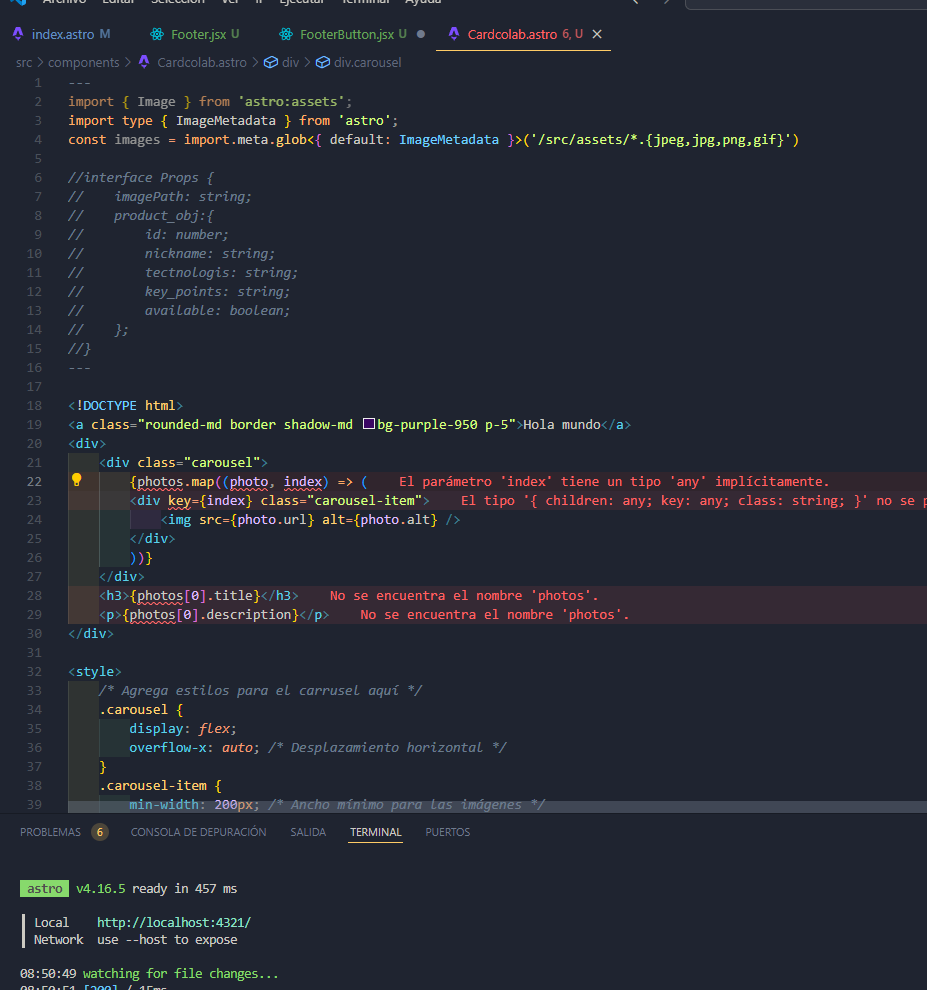 Archivo Editar Selección Ver Ir Ejecutar Terminal Ayuda
index.astro M Footer.jsx U FooterButton.jsx U Cardcolab.astro 6, U
src > components > Cardcolab.astro > div > div.carousel
1 ---
2 import { Image } from 'astro:assets';
3 import type { ImageMetadata } from 'astro';
4 const images = import.meta.glob<{ default: ImageMetadata }>('/src/assets/*.{jpeg,jpg,png,gif}')
5
6 //interface Props {
7 //    imagePath: string;
8 //    product_obj:{
9 //        id: number;
10 //        nickname: string;
11 //        tectnologis: string;
12 //        key_points: string;
13 //        available: boolean;
14 //    };
15 //}
16 ---
17
18 <!DOCTYPE html>
19 <a class="rounded-md border shadow-md bg-purple-950 p-5">Hola mundo</a>
20 <div>
21     <div class="carousel">
22         {photos.map((photo, index) => (    El parámetro 'index' tiene un tipo 'any' implícitamente.
23         <div key={index} class="carousel-item">    El tipo '{ children: any; key: any; class: string; }' no se p
24             <img src={photo.url} alt={photo.alt} />
25         </div>
26         ))}
27     </div>
28     <h3>{photos[0].title}</h3>    No se encuentra el nombre 'photos'.
29     <p>{photos[0].description}</p>    No se encuentra el nombre 'photos'.
30 </div>
31
32 <style>
33     /* Agrega estilos para el carrusel aquí */
34     .carousel {
35         display: flex;
36         overflow-x: auto; /* Desplazamiento horizontal */
37     }
38     .carousel-item {
39         min-width: 200px; /* Ancho mínimo para las imágenes */
PROBLEMAS 6 CONSOLA DE DEPURACIÓN SALIDA TERMINAL PUERTOS
astro v4.16.5 ready in 457 ms
Local http://localhost:4321/
Network use --host to expose
08:50:49 watching for file changes...
08:50:51 [200] / 15ms